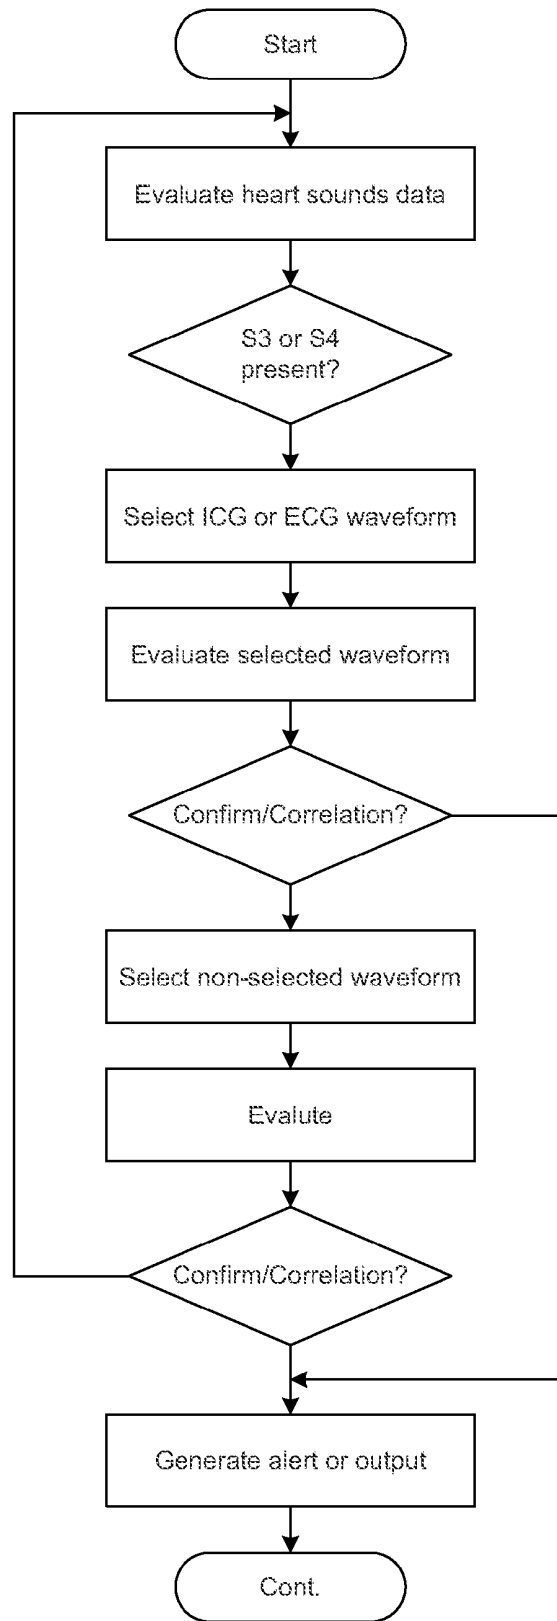 Start
Evaluate heart sounds data
S3 or S4
present?
Select ICG or ECG waveform
Evaluate selected waveform
Confirm/Correlation?
Select non-selected waveform
Evalute
Confirm/Correlation?
Generate alert or output
Cont.